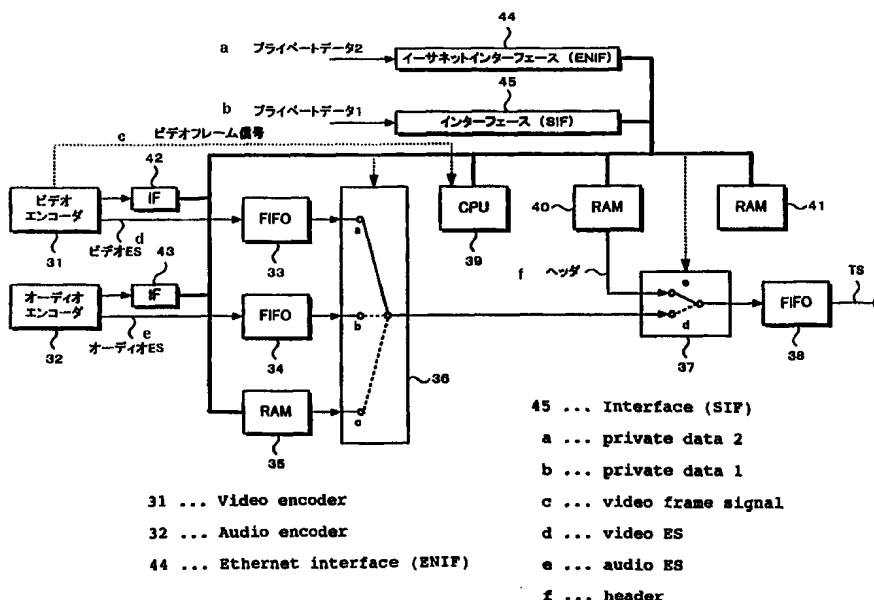 44
a プライベートデータ2
イーサネットインターフェース (ENIF)
45
b プライベートデータ1
インターフェース (SIF)
c ビデオフレーム信号
42
IF
ビデオ
エンコーダ
31
d
ビデオES
FIFO
33
a
CPU
39
40
RAM
RAM
41
43
IF
オーディオ
エンコーダ
32
e
オーディオES
FIFO
34
b
36
f ヘッダ
e
d
37
FIFO
38
TS
RAM
35
c
45 ... Interface (SIF)
a ... private data 2
b ... private data 1
c ... video frame signal
d ... video ES
e ... audio ES
f ... header
31 ... Video encoder
32 ... Audio encoder
44 ... Ethernet interface (ENIF)